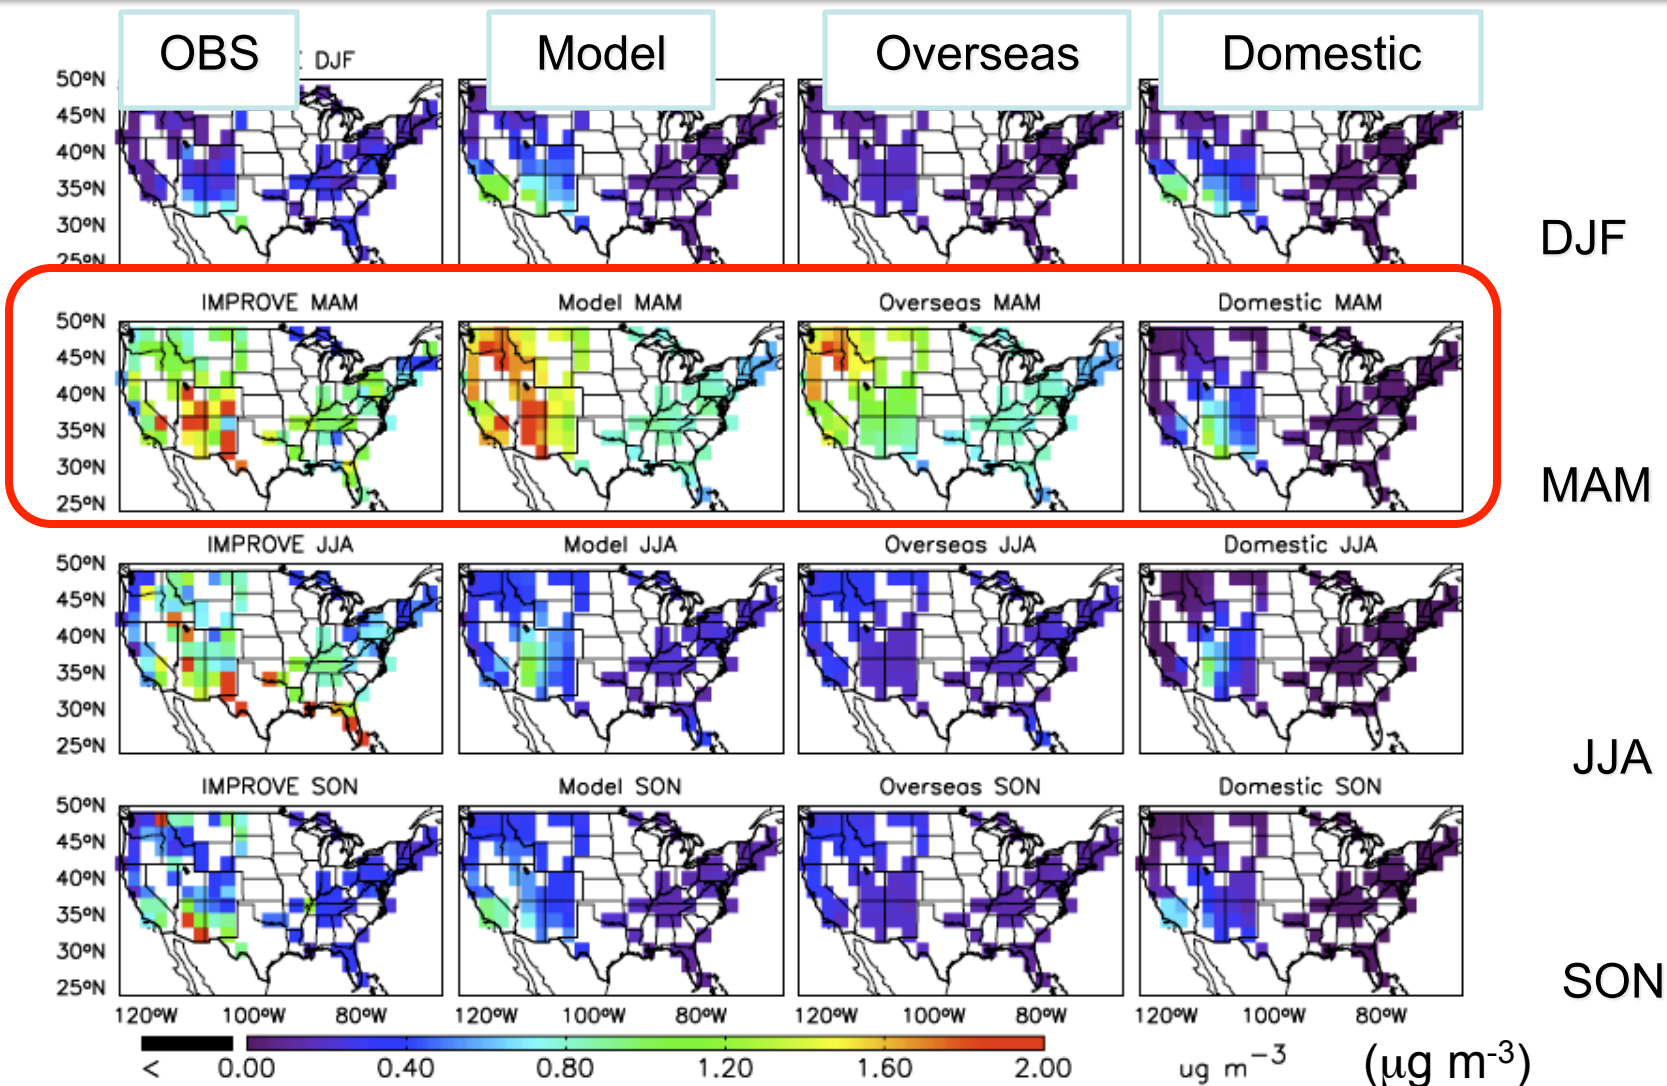 OBS Model Overseas Domestic
E DJF
50°N
45°N
40°N
35°N
30°N
25°N
DJF
IMPROVE MAM Model MAM Overseas MAM Domestic MAM
50°N
45°N
40°N
35°N
30°N
25°N
MAM
IMPROVE JJA Model JJA Overseas JJA Domestic JJA
50°N
45°N
40°N
35°N
30°N
25°N
JJA
IMPROVE SON Model SON Overseas SON Domestic SON
50°N
45°N
40°N
35°N
30°N
25°N
SON
120°W 100°W 80°W 120°W 100°W 80°W 120°W 100°W 80°W 120°W 100°W 80°W
< 0.00 0.40 0.80 1.20 1.60 2.00 ug m⁻³ (μg m⁻³)